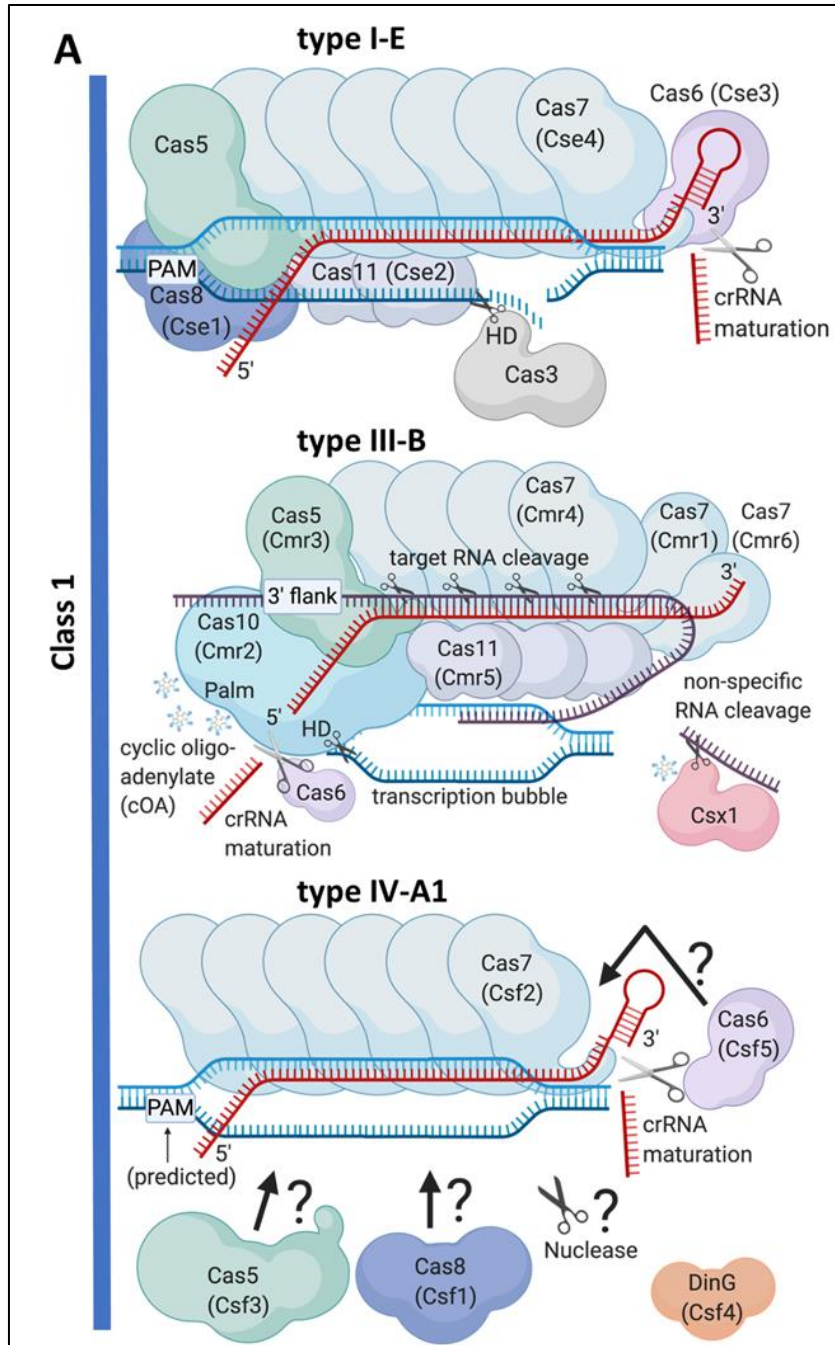 A
type I-E
Class 1
Cas5
Cas7
(Cse4)
Cas6 (Cse3)
3'
PAM
Cas8
(Cse1)
Cas11 (Cse2)
5'
HD
Cas3
crRNA
maturation
type III-B
Cas5
(Cmr3)
Cas7
(Cmr4)
Cas7
(Cmr1)
Cas7
(Cmr6)
target RNA cleavage
3'
3' flank
Cas10
(Cmr2)
Palm
Cas11
(Cmr5)
5'
HD
cyclic oligo-
adenylate
(cOA)
Cas6
crRNA
maturation
transcription bubble
non-specific
RNA cleavage
Csx1
type IV-A1
Cas7
(Csf2)
?
3'
Cas6
(Csf5)
PAM
5'
(predicted)
crRNA
maturation
?
?
?
Nuclease
Cas5
(Csf3)
Cas8
(Csf1)
DinG
(Csf4)